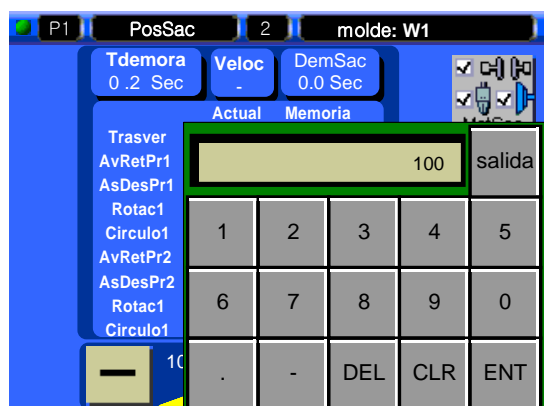 P1 PosSac 2 molde: W1
Tdemora Veloc DemSac
0 .2 Sec - 0.0 Sec
Actual Memoria
Trasver
AvRetPr1
AsDesPr1
Rotac1
Circulo1
AvRetPr2
AsDesPr2
Rotac1
Circulo1
100 salida
1 2 3 4 5
6 7 8 9 0
. - DEL CLR ENT
10